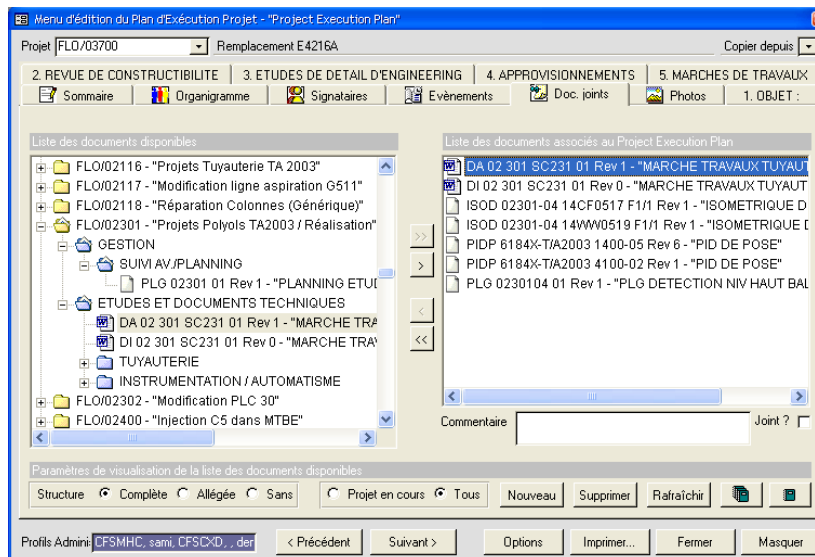 Menu d'édition du Plan d'Exécution Projet - "Project Execution Plan"
Projet FLO/03700 Remplacement E4216A Copier depuis
2. REVUE DE CONSTRUCTIBILITE 3. ETUDES DE DETAIL D'ENGINEERING 4. APPROVISIONNEMENTS 5. MARCHES DE TRAVAUX
Sommaire Organigramme Signataires Evènements Doc. joints Photos 1. OBJET :
Liste des documents disponibles
FLO/02116 - "Projets Tuyauterie TA 2003"
FLO/02117 - "Modification ligne aspiration G511"
FLO/02118 - "Réparation Colonnes (Générique)"
FLO/02301 - "Projets Polyols TA2003 / Réalisation"
GESTION
SUIVI AV./PLANNING
PLG 02301 01 Rev 1 - "PLANNING ETUD
ETUDES ET DOCUMENTS TECHNIQUES
DA 02 301 SC231 01 Rev 1 - "MARCHE TRA
DI 02 301 SC231 01 Rev 0 - "MARCHE TRAV
TUYAUTERIE
INSTRUMENTATION / AUTOMATISME
FLO/02302 - "Modification PLC 30"
FLO/02400 - "Injection C5 dans MTBE"
>>
>
<
<<
Liste des documents associés au Project Execution Plan
DA 02 301 SC231 01 Rev 1 - "MARCHE TRAVAUX TUYAUT
DI 02 301 SC231 01 Rev 0 - "MARCHE TRAVAUX TUYAUT
ISOD 02301-04 14CF0517 F1/1 Rev 1 - "ISOMETRIQUE D
ISOD 02301-04 14WW0519 F1/1 Rev 1 - "ISOMETRIQUE D
PIDP 6184X-T/A2003 1400-05 Rev 6 - "PID DE POSE"
PIDP 6184X-T/A2003 4100-02 Rev 1 - "PID DE POSE"
PLG 0230104 01 Rev 1 - "PLG DETECTION NIV HAUT BAL
Commentaire Joint ?
Paramètres de visualisation de la liste des documents disponibles
Structure Complète Allégée Sans Projet en cours Tous Nouveau Supprimer Rafraîchir
Profils Admini: CFSMHC, sami, CFSCXD, , der < Précédent Suivant > Options Imprimer... Fermer Masquer